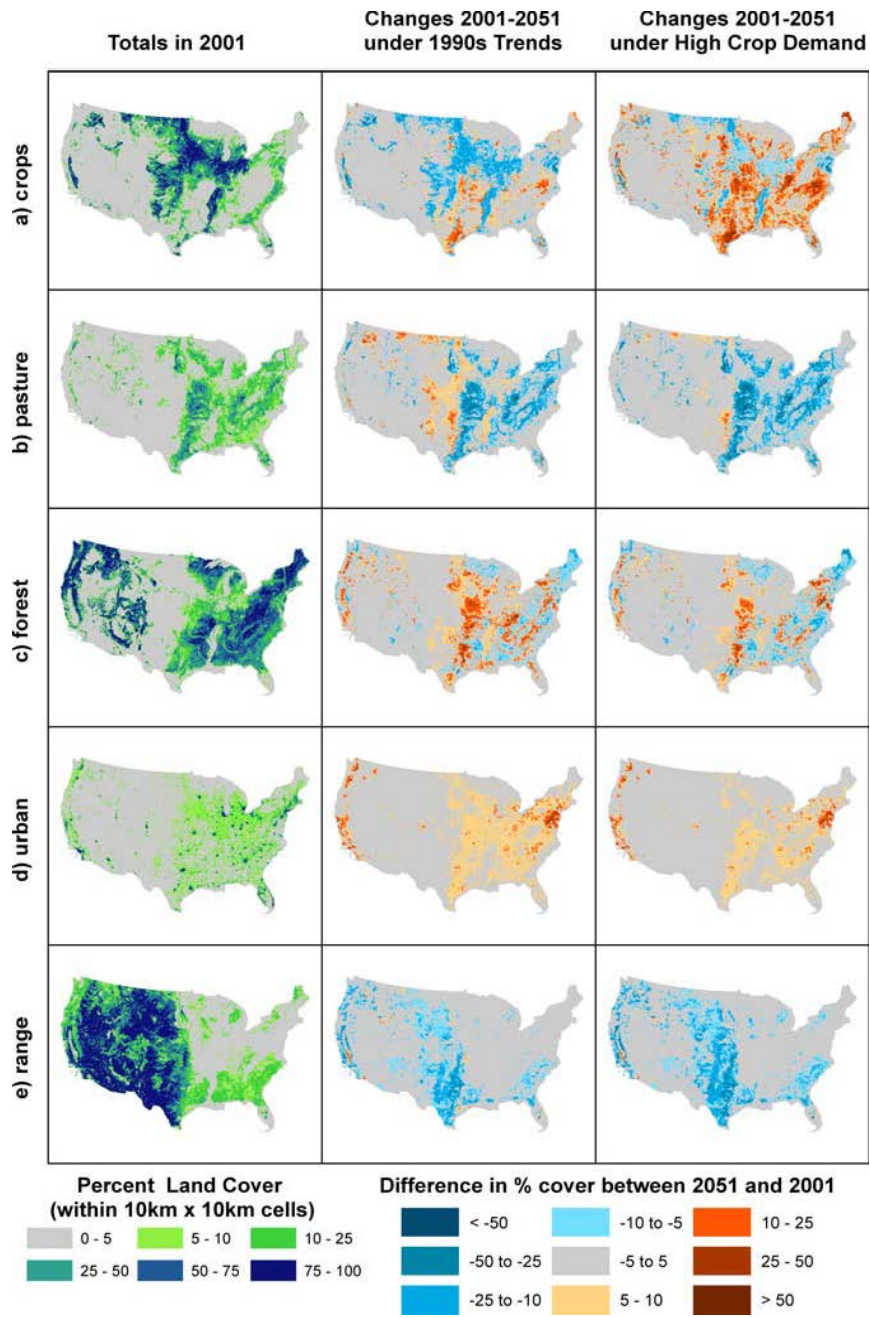 Totals in 2001
Changes 2001-2051
under 1990s Trends
Changes 2001-2051
under High Crop Demand
a) crops
b) pasture
c) forest
d) urban
e) range
Percent Land Cover
(within 10km x 10km cells)
0 - 5
5 - 10
10 - 25
25 - 50
50 - 75
75 - 100
Difference in % cover between 2051 and 2001
< -50
-10 to -5
10 - 25
-50 to -25
-5 to 5
25 - 50
-25 to -10
5 - 10
> 50